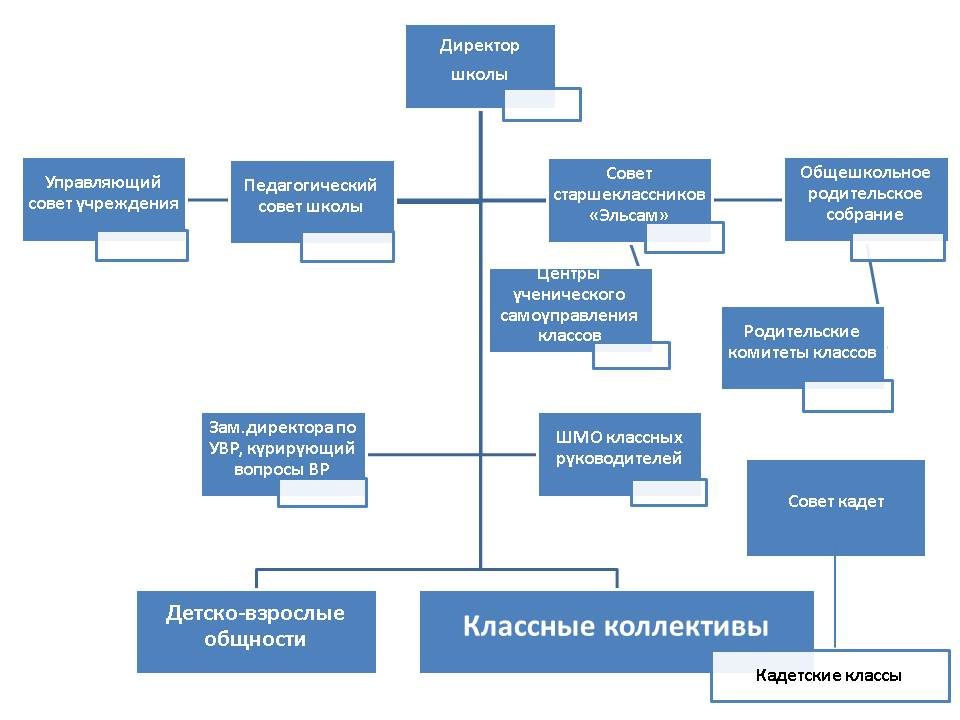 Директор
школы
Управляющий
совет учреждения
Педагогический
совет школы
Совет
старшеклассников
«Эльсам»
Общешкольное
родительское
собрание
Центры
ученического
самоуправления
классов
Родительские
комитеты классов
Зам.директора по
УВР, курирующий
вопросы ВР
ШМО классных
руководителей
Совет кадет
Детско-взрослые
общности
Классные коллективы
Кадетские классы